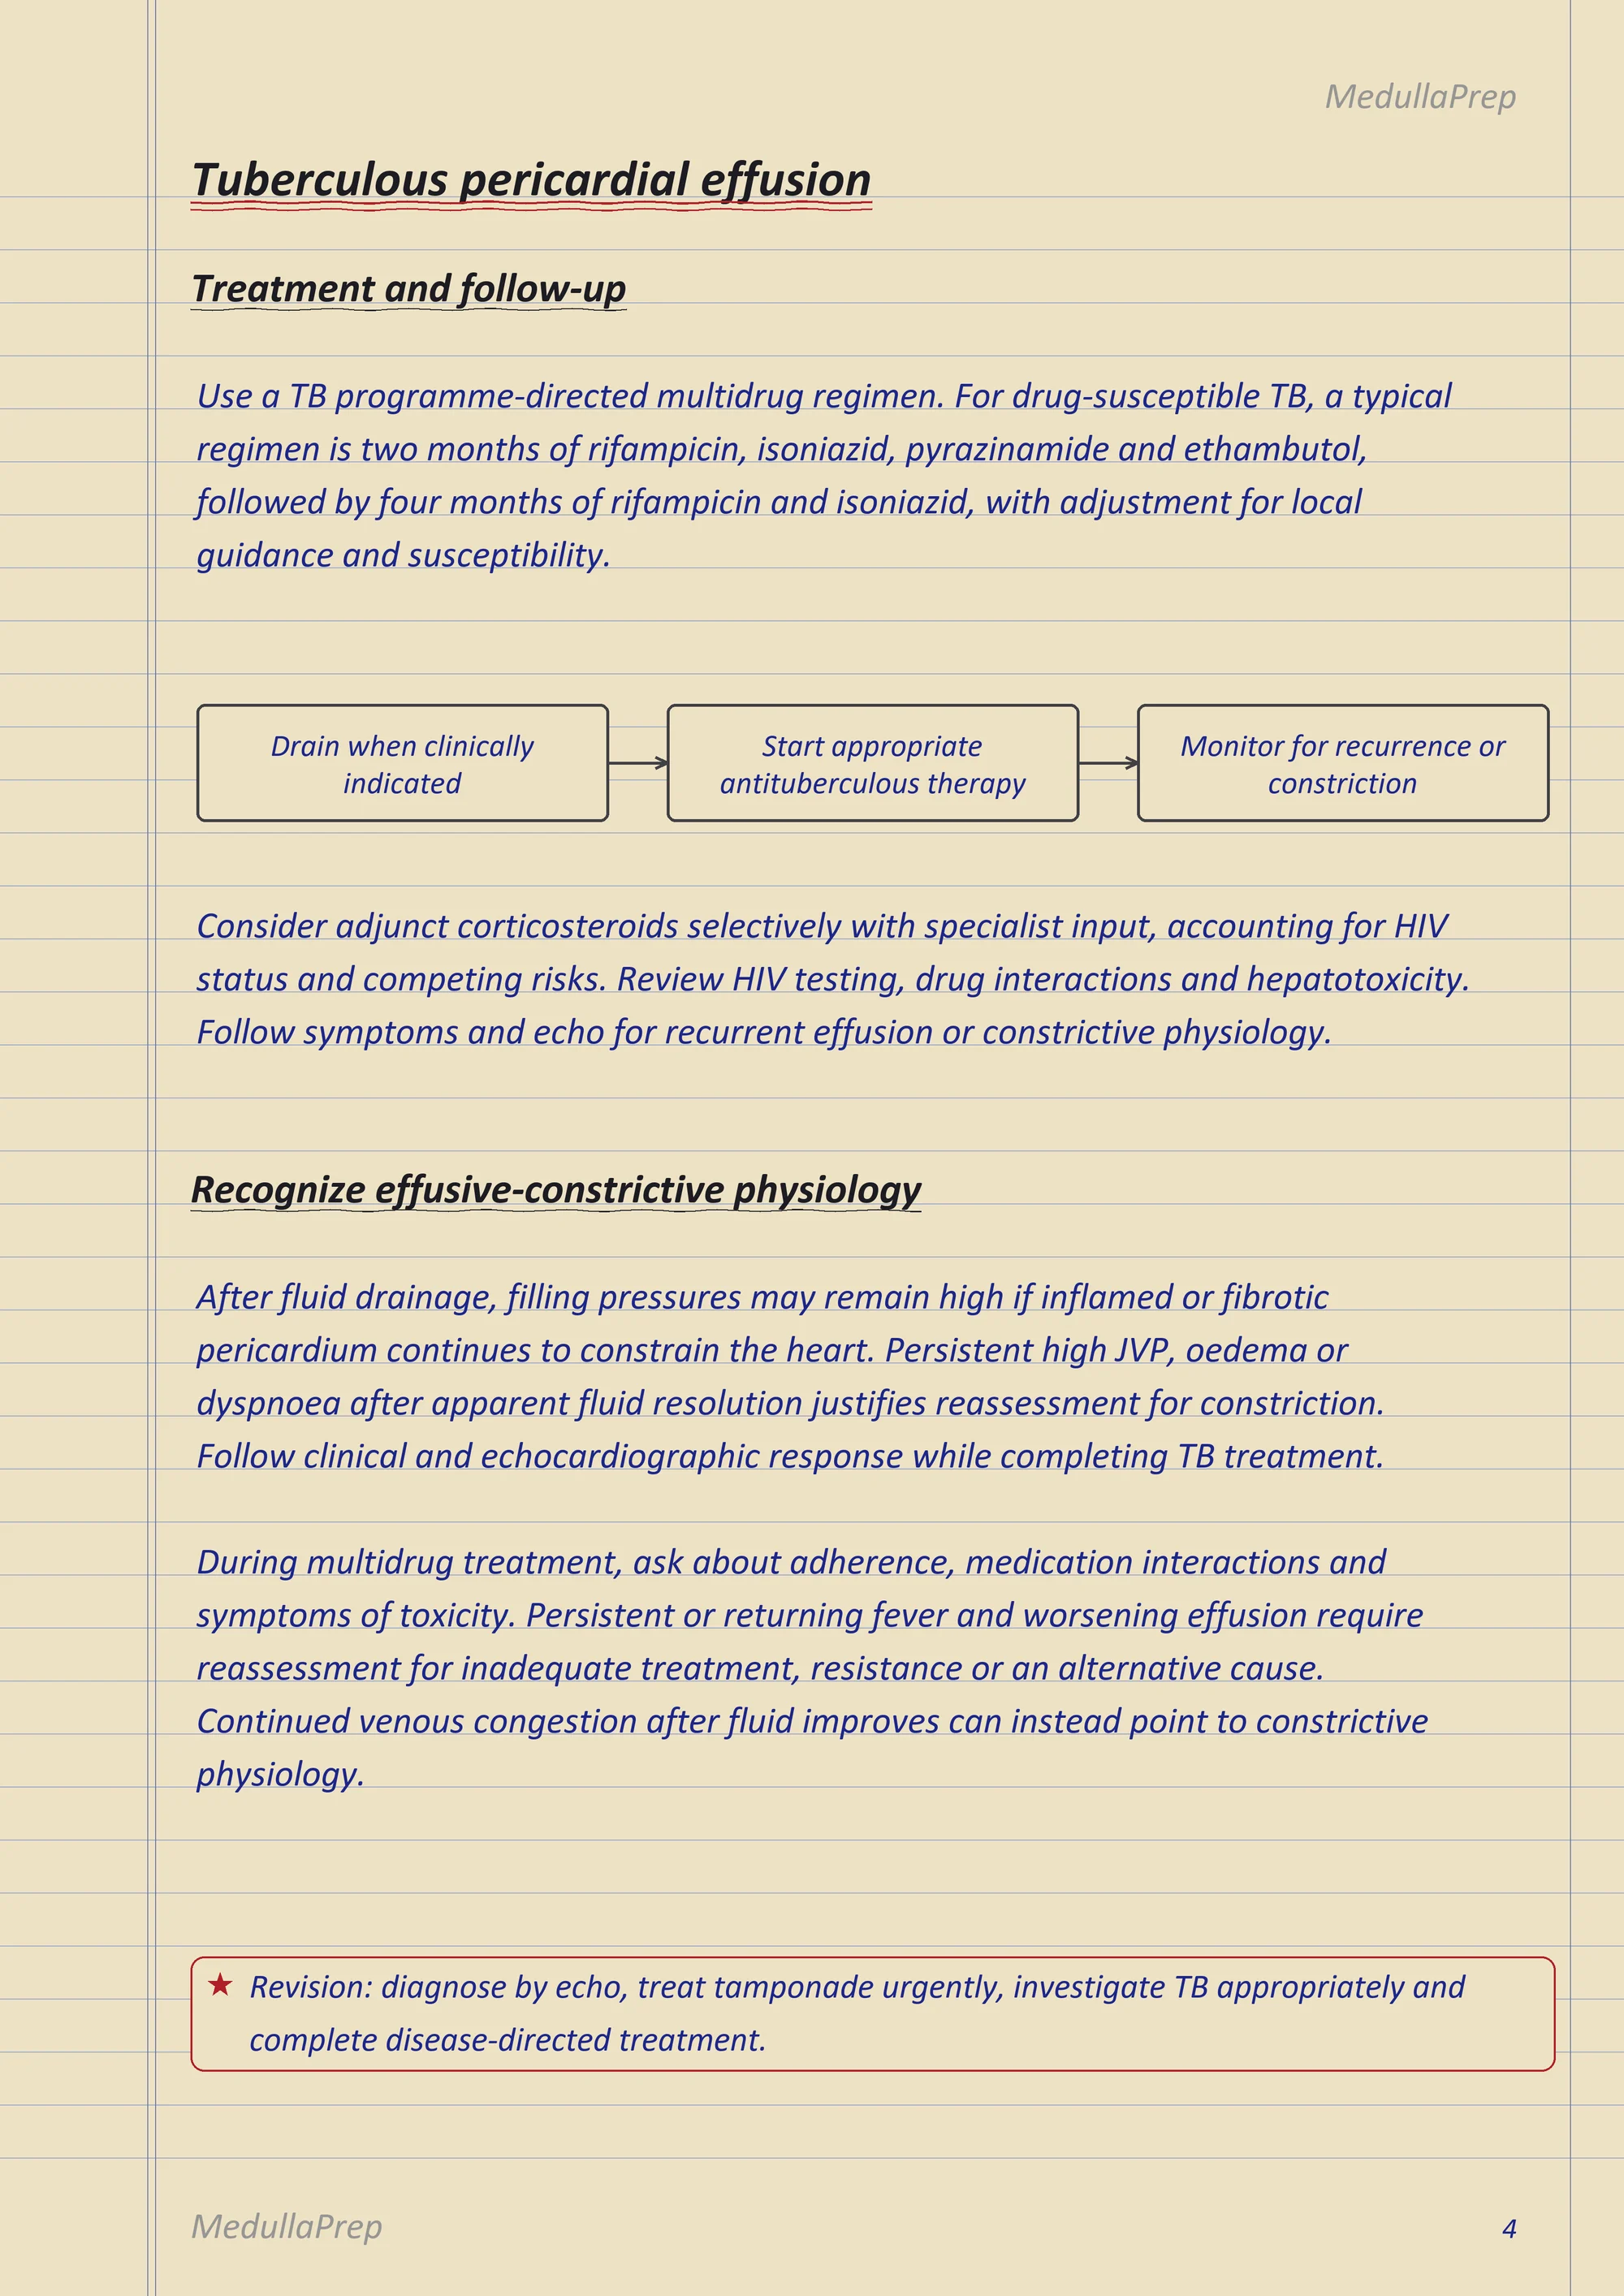 MedullaPrep
Tuberculous pericardial effusion
Treatment and follow-up
Use a TB programme-directed multidrug regimen. For drug-susceptible TB, a typical
regimen is two months of rifampicin, isoniazid, pyrazinamide and ethambutol,
followed by four months of rifampicin and isoniazid, with adjustment for local
guidance and susceptibility.
Drain when clinically
indicated
Start appropriate
antituberculous therapy
Monitor for recurrence or
constriction
Consider adjunct corticosteroids selectively with specialist input, accounting for HIV
status and competing risks. Review HIV testing, drug interactions and hepatotoxicity.
Follow symptoms and echo for recurrent effusion or constrictive physiology.
Recognize effusive-constrictive physiology
After fluid drainage, filling pressures may remain high if inflamed or fibrotic
pericardium continues to constrain the heart. Persistent high JVP, oedema or
dyspnoea after apparent fluid resolution justifies reassessment for constriction.
Follow clinical and echocardiographic response while completing TB treatment.
During multidrug treatment, ask about adherence, medication interactions and
symptoms of toxicity. Persistent or returning fever and worsening effusion require
reassessment for inadequate treatment, resistance or an alternative cause.
Continued venous congestion after fluid improves can instead point to constrictive
physiology.
★ Revision: diagnose by echo, treat tamponade urgently, investigate TB appropriately and
complete disease-directed treatment.
MedullaPrep
4